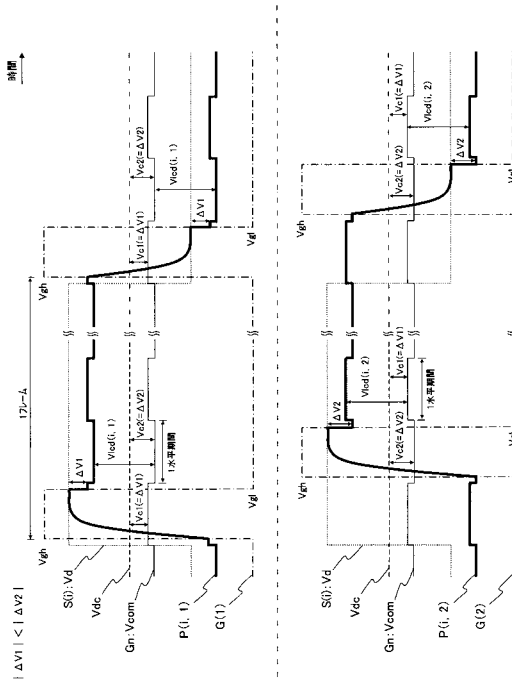 | ΔV1 | < | ΔV2 |
時間
1フレーム
Vgh
Vgh
S(i): Vd
Vdc
Gn: Vcom
P(i, 1)
G(1)
ΔV1
Vlcd(i, 1)
Vc1(=ΔV1)
Vc2(=ΔV2)
1水平期間
Vgl
Vc1(=ΔV1)
Vc2(=ΔV2)
Vlcd(i, 1)
ΔV1
Vgl
Vgh
Vgh
S(i): Vd
Vdc
Gn: Vcom
P(i, 2)
G(2)
ΔV2
Vlcd(i, 2)
Vc2(=ΔV2)
Vc1(=ΔV1)
1水平期間
Vgl
Vc2(=ΔV2)
Vc1(=ΔV1)
Vlcd(i, 2)
ΔV2
Vgl